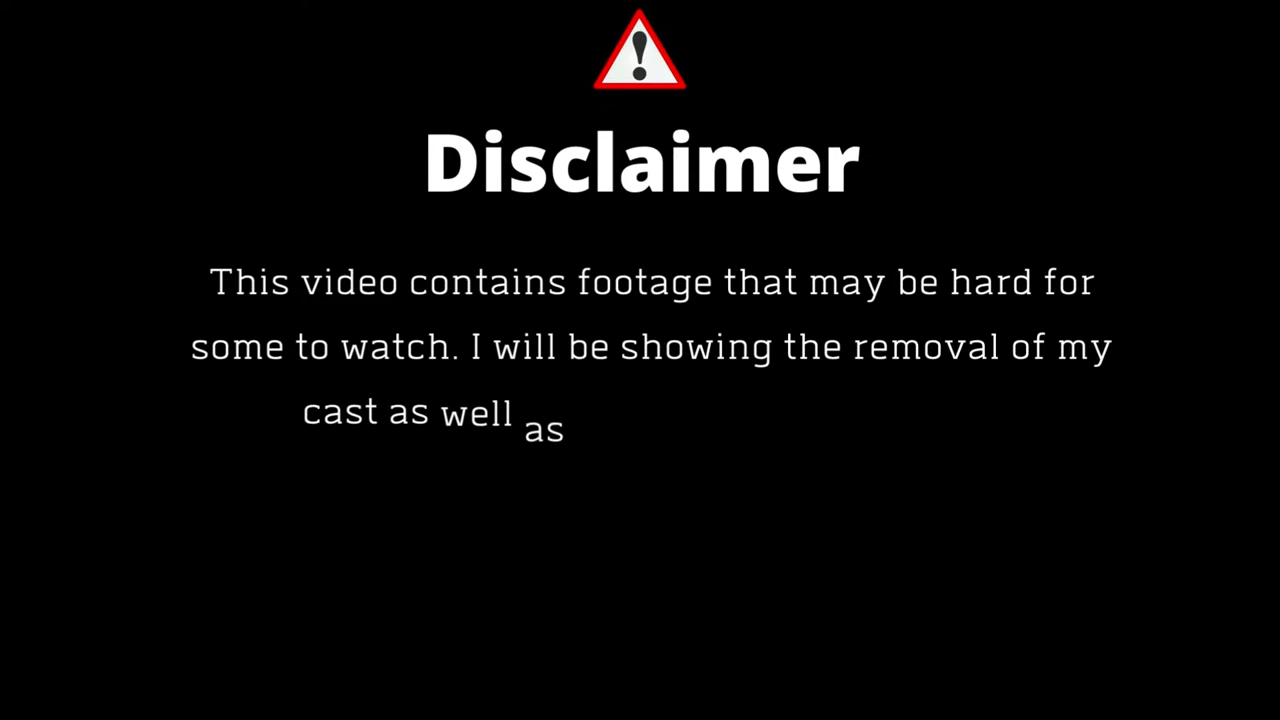 Disclaimer
This video contains footage that may be hard for
some to watch. I will be showing the removal of my
cast as well as